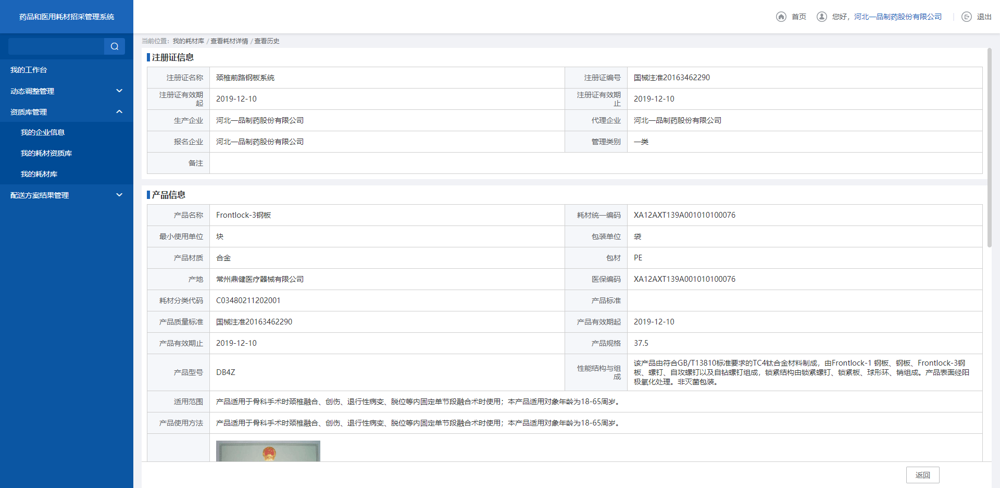 药品和医用耗材招采管理系统
首页
您好，河北一品制药股份有限公司
退出
我的工作台
动态调整管理
资质库管理
我的企业信息
我的耗材资质库
我的耗材库
配送方案结果管理
当前位置：我的耗材库 / 查看耗材详情 / 查看历史
注册证信息
注册证名称 颈椎前路钢板系统 注册证编号 国械注准20163462290
注册证有效期起 2019-12-10 注册证有效期止 2019-12-10
生产企业 河北一品制药股份有限公司 代理企业 河北一品制药股份有限公司
报名企业 河北一品制药股份有限公司 管理类别 一类
备注
产品信息
产品名称 Frontlock-3钢板 耗材统一编码 XA12AXT139A001010100076
最小使用单位 块 包装单位 袋
产品材质 合金 包材 PE
产地 常州鼎健医疗器械有限公司 医保编码 XA12AXT139A001010100076
耗材分类代码 C03480211202001 产品标准
产品质量标准 国械注准20163462290 产品有效期起 2019-12-10
产品有效期止 2019-12-10 产品规格 37.5
产品型号 DB4Z 性能结构与组成
该产品由符合GB/T13810标准要求的TC4钛合金材料制成，由Frontlock-1 钢板、钢板、Frontlock-3钢
板、螺钉、自攻螺钉以及自钻螺钉组成，锁紧结构由锁紧螺钉、锁紧板、球形环、销组成。产品表面经阳
极氧化处理。非灭菌包装。
适用范围 产品适用于骨科手术时颈椎融合、创伤、退行性病变、脱位等内固定单节段融合术时使用；本产品适用对象年龄为18-65周岁。
产品使用方法 产品适用于骨科手术时颈椎融合、创伤、退行性病变、脱位等内固定单节段融合术时使用；本产品适用对象年龄为18-65周岁。
返回